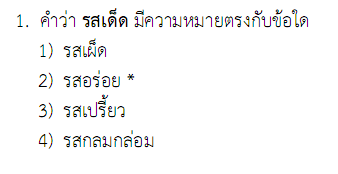 1. คำว่า รสเด็ด มีความหมายตรงกับข้อใด
1) รสเผ็ด
2) รสอร่อย *
3) รสเปรี้ยว
4) รสกลมกล่อม